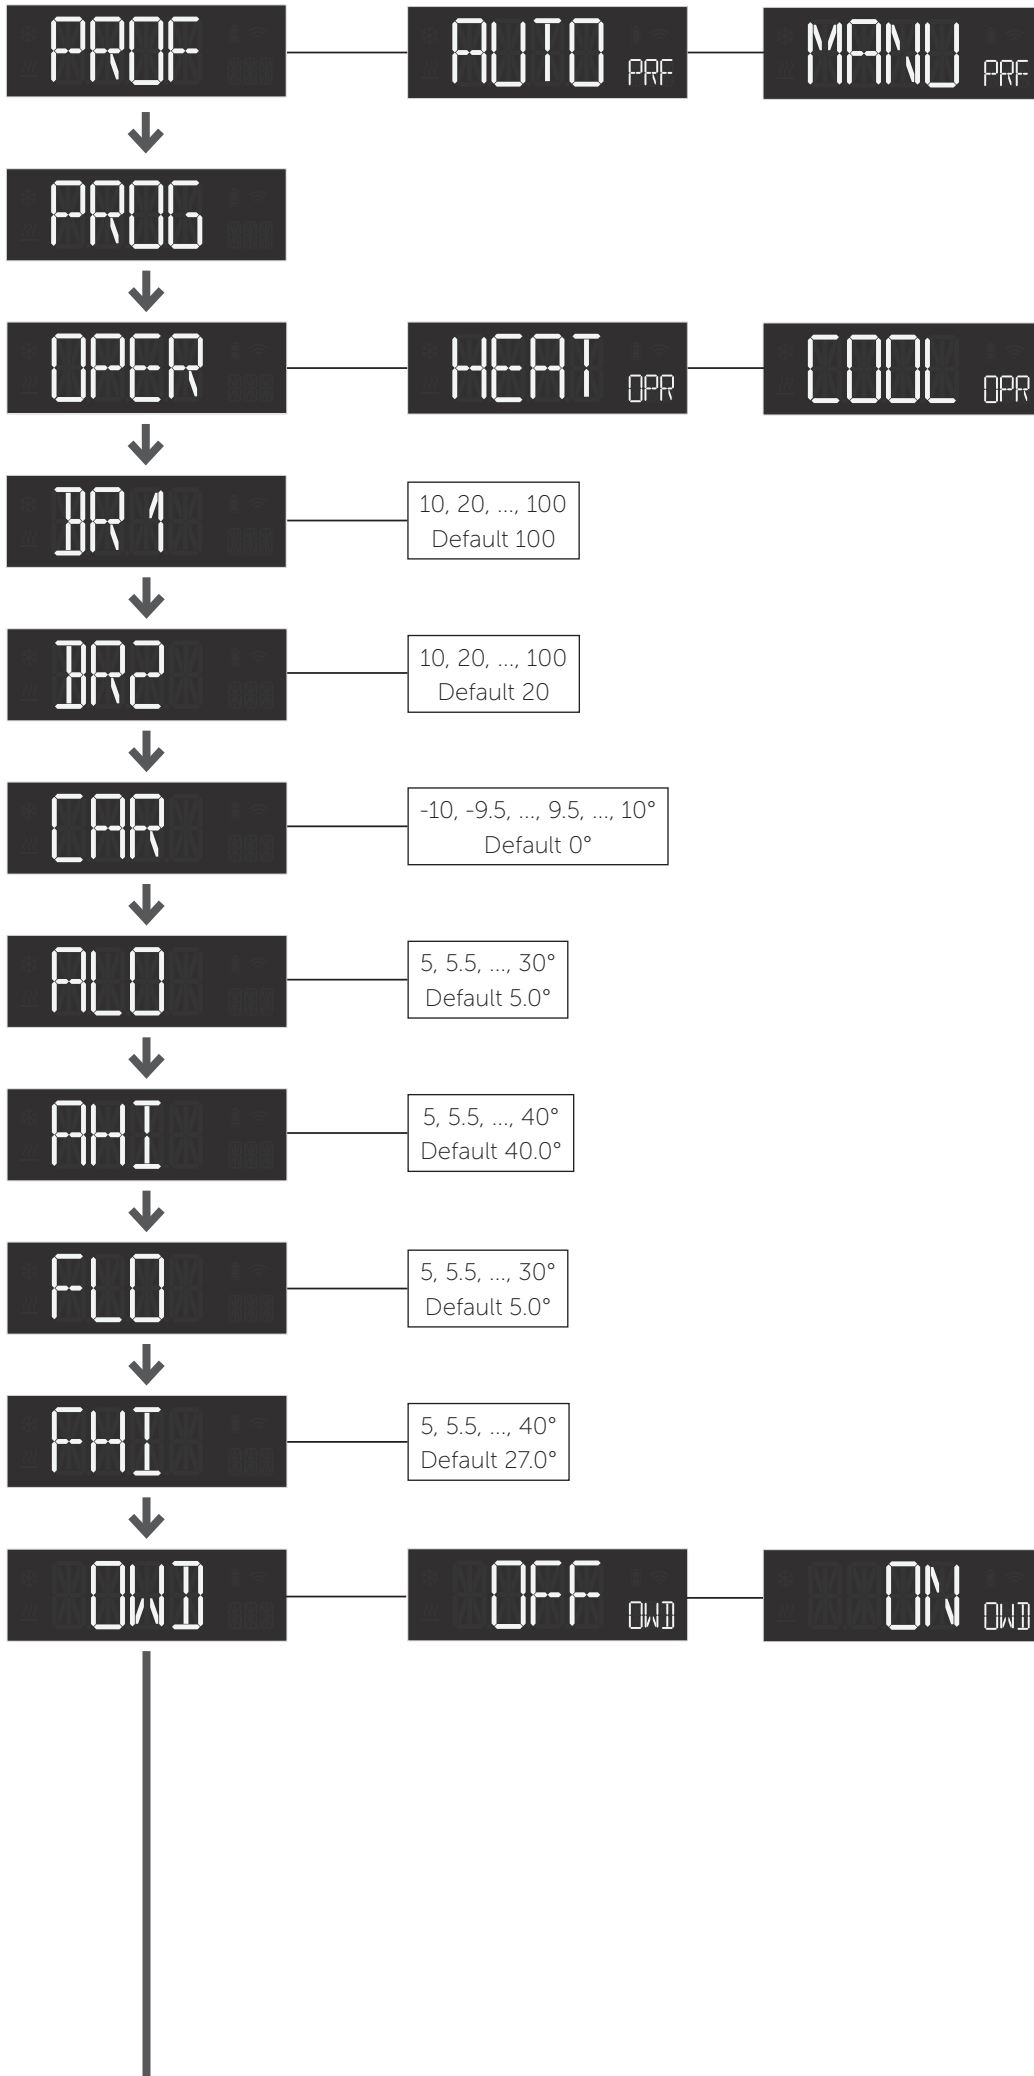 PROF
AUTO PRF
MANU PRF
PROG
OPER
HEAT OPR
COOL OPR
BR1
10, 20, ..., 100
Default 100
BR2
10, 20, ..., 100
Default 20
CAR
-10, -9.5, ..., 9.5, ..., 10°
Default 0°
ALO
5, 5.5, ..., 30°
Default 5.0°
AHI
5, 5.5, ..., 40°
Default 40.0°
FLO
5, 5.5, ..., 30°
Default 5.0°
FHI
5, 5.5, ..., 40°
Default 27.0°
OWD
OFF OWD
ON OWD